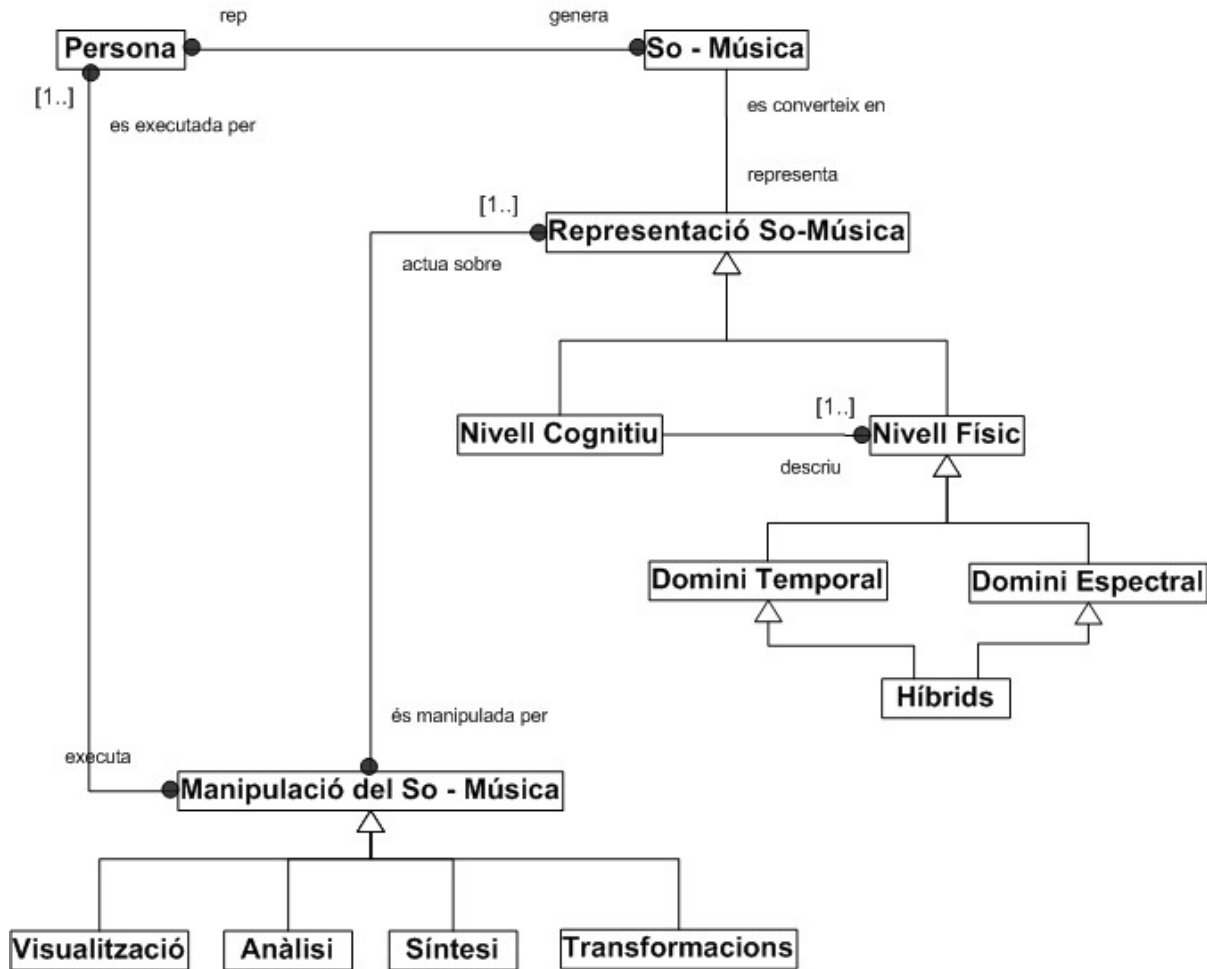 rep
genera
Persona
So - Música
[1..]
es converteix en
es executada per
representa
[1..]
Representació So-Música
actua sobre
[1..]
Nivell Cognitiu
Nivell Físic
descriu
Domini Temporal
Domini Espectral
Híbrids
és manipulada per
executa
Manipulació del So - Música
Visualització
Anàlisi
Síntesi
Transformacions